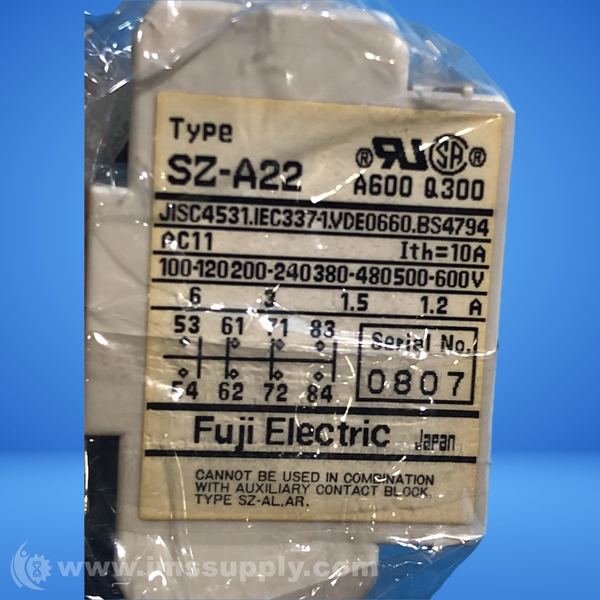 Type
SZ-A22
® RU SA ®
A600 Q300
JISC4531.IEC337-1.VDE0660.BS4794
AC11 Ith=10A
100-120 200-240 380-480 500-600V
6 3 1.5 1.2 A
53 61 71 83
54 62 72 84
Serial No.
0807
Fuji Electric Japan
CANNOT BE USED IN COMBINATION
WITH AUXILIARY CONTACT BLOCK.
TYPE SZ-AL,AR.
www.imssupply.com